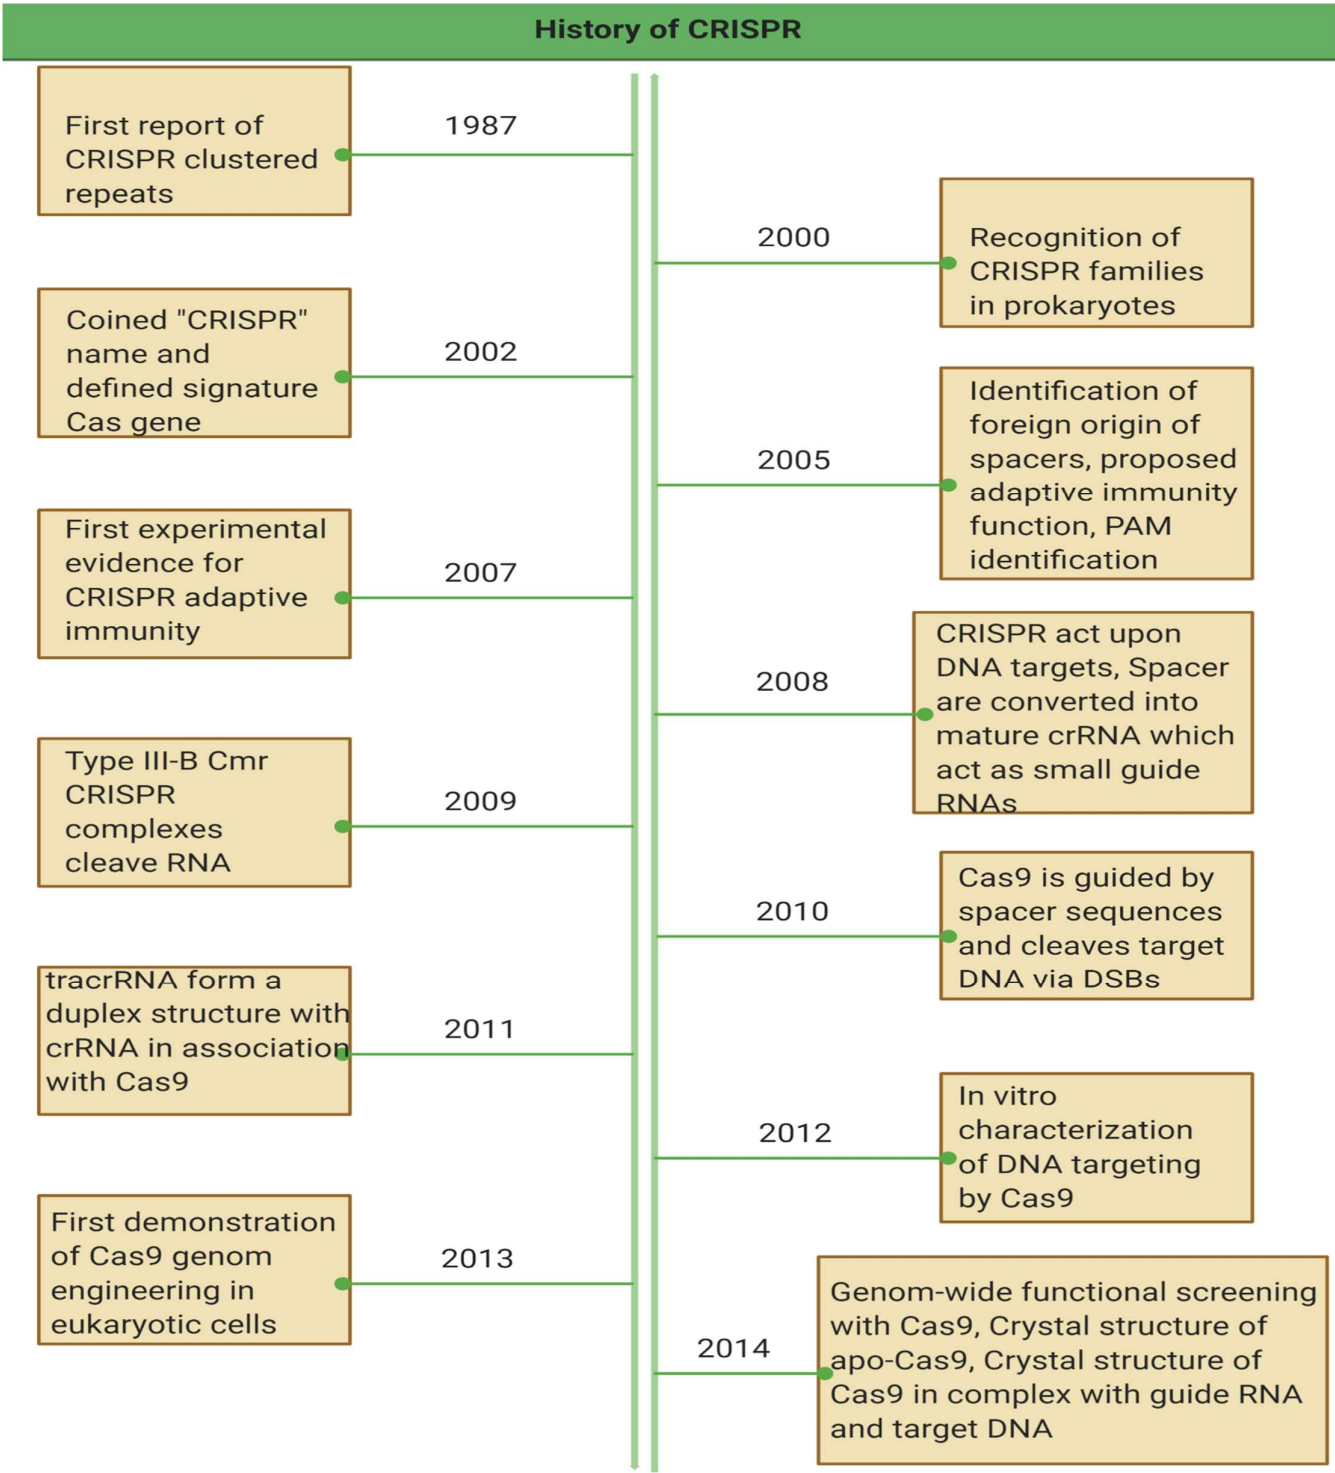 History of CRISPR
First report of
CRISPR clustered
repeats
1987
2000
Recognition of
CRISPR families
in prokaryotes
Coined "CRISPR"
name and
defined signature
Cas gene
2002
2005
Identification of
foreign origin of
spacers, proposed
adaptive immunity
function, PAM
identification
First experimental
evidence for
CRISPR adaptive
immunity
2007
2008
CRISPR act upon
DNA targets, Spacer
are converted into
mature crRNA which
act as small guide
RNAs
Type III-B Cmr
CRISPR
complexes
cleave RNA
2009
2010
Cas9 is guided by
spacer sequences
and cleaves target
DNA via DSBs
tracrRNA form a
duplex structure with
crRNA in association
with Cas9
2011
2012
In vitro
characterization
of DNA targeting
by Cas9
First demonstration
of Cas9 genom
engineering in
eukaryotic cells
2013
2014
Genom-wide functional screening
with Cas9, Crystal structure of
apo-Cas9, Crystal structure of
Cas9 in complex with guide RNA
and target DNA